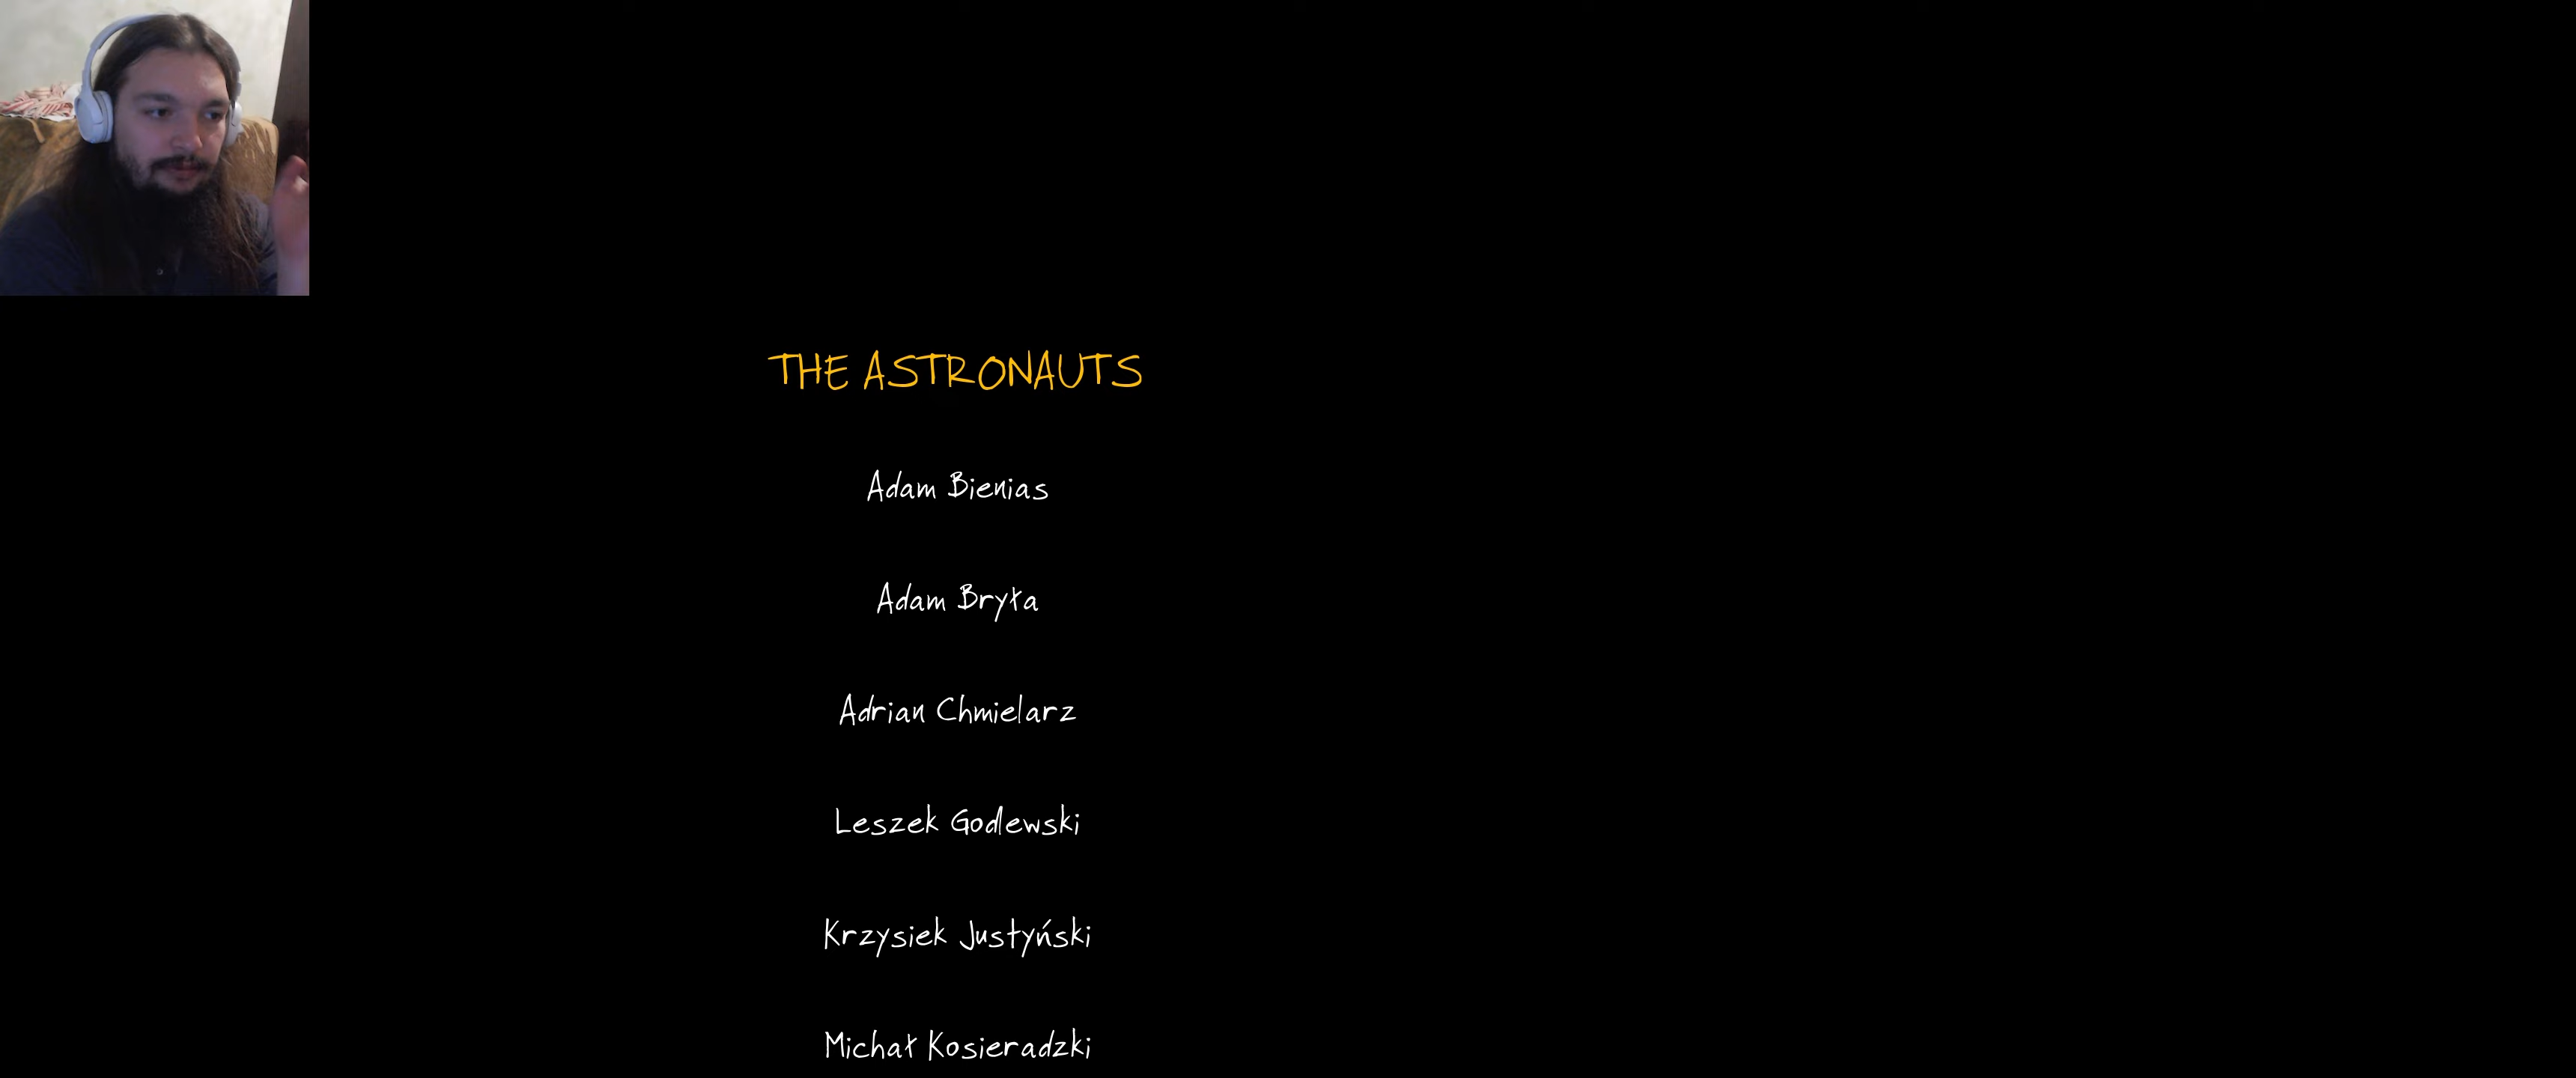 THE ASTRONAUTS
Adam Bienias
Adam Bryła
Adrian Chmielarz
Leszek Godlewski
Krzysiek Justyński
Michał Kosieradzki